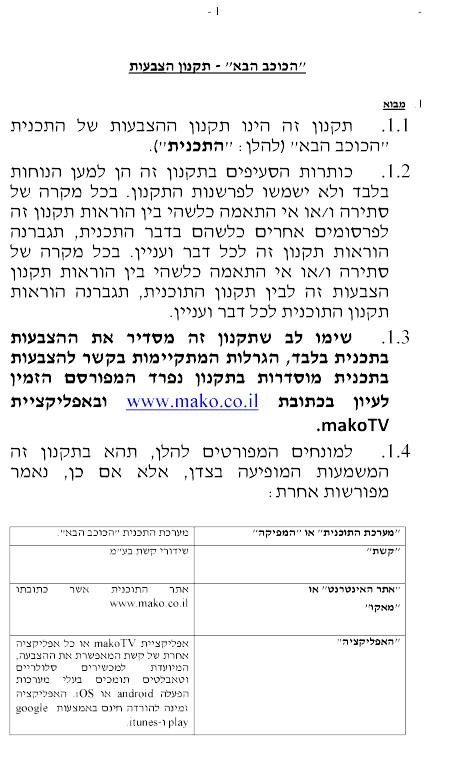 - 1 -
"הכוכב הבא" - תקנון הצבעות
1. מבוא
1.1. תקנון זה הינו תקנון ההצבעות של התכנית
"הכוכב הבא" (להלן: "התכנית").
1.2. כותרות הסעיפים בתקנון זה הן למען הנוחות
בלבד ולא ישמשו לפרשנות התקנון. בכל מקרה של
סתירה ו/או אי התאמה כלשהי בין הוראות תקנון זה
לפרסומים אחרים כלשהם בדבר התכנית, תגברנה
הוראות תקנון זה לכל דבר ועניין. בכל מקרה של
סתירה ו/או אי התאמה כלשהי בין הוראות תקנון
הצבעות זה לבין תקנון התוכנית, תגברנה הוראות
תקנון התוכנית לכל דבר ועניין.
1.3. שימו לב שתקנון זה מסדיר את ההצבעות
בתכנית בלבד, הגרלות המתקיימות בקשר להצבעות
בתכנית מוסדרות בתקנון נפרד המפורסם הזמין
לעיון בכתובת www.mako.co.il ובאפליקציית
makoTV.
1.4. למונחים המפורטים להלן, תהא בתקנון זה
המשמעות המופיעה בצדן, אלא אם כן, נאמר
מפורשות אחרת:
"מערכת התוכנית" או "המפיקה" מערכת התכנית "הכוכב הבא".
"קשת" שידורי קשת בע"מ
"אתר האינטרנט" או אתר התוכנית אשר כתובתו
"מאקו" www.mako.co.il
"האפליקציה" אפליקציית makoTV או כל אפליקציה
אחרת של קשת המאפשרת את ההצבעה,
המיועדת למכשירים סלולריים
וטאבלטים תומכים בעלי מערכות
הפעלה android או iOS. האפליקציה
זמינה להורדה חינם באמצעות google
play ו-itunes.